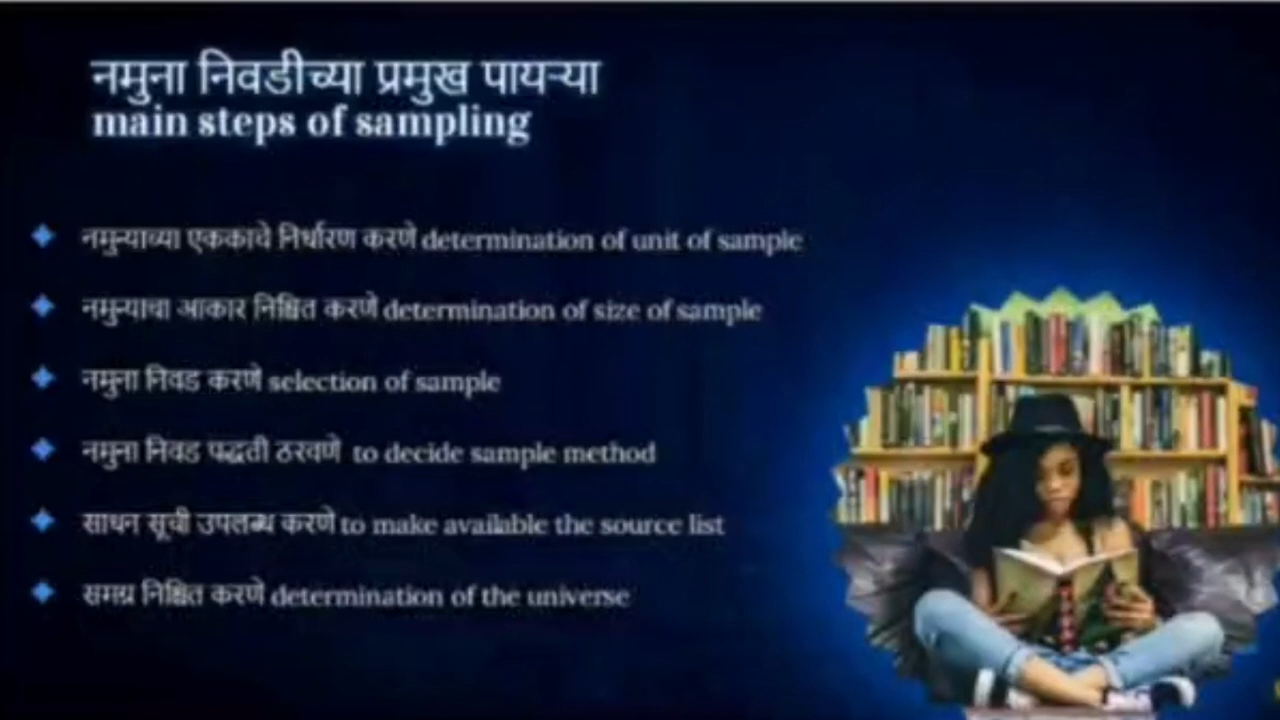 नमुना निवडीच्या प्रमुख पायऱ्या
main steps of sampling
नमुन्याच्या एककाचे निर्धारण करणे determination of unit of sample
नमुन्याचा आकार निश्चित करणे determination of size of sample
नमुना निवड करणे selection of sample
नमुना निवड पद्धती ठरवणे to decide sample method
साधन सूची उपलब्ध करणे to make available the source list
समग्र निश्चित करणे determination of the universe